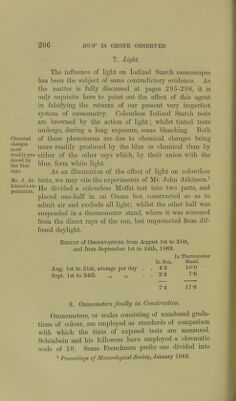 206 HOW IS OZONE OBSERVED
7. Light.
The influence of light on Iodized Starch ozonoscopes
has been the subject of some contradictory evidence. As
the matter is fully discussed at pages 295-298, it is
only requisite here to point out the effect of this agent
in falsifying the returns of our present very imperfect
system of ozonometry. Colourless Iodized Starch tests
are browned by the action of light; whilst tinted tests
undergo, during a long exposure, some bleaching. Both
Chemical of these phenomena are due to chemical changes being
changes
most more readily produced by the blue or chemical than by
readily pro- either of the other rays which, by their union with the
duced by
the blue blue, form white light.
rays. As an illustration of the effect of light on colourless
Mr. J. At- tests, we may cite the experiments of Mr. John Atkinson.¹
kinson's ex-
periments. He divided a colourless Moffat test into two parts, and
placed one-half in an Ozone box constructed so as to
admit air and exclude all light; whilst the other half was
suspended in a thermometer stand, where it was screened
from the direct rays of the sun, but unprotected from dif-
fused daylight.
Result of Observations from August 1st to 31st,
and from September 1st to 24th, 1862.
In Box. In Thermometer Stand.
Aug. 1st to 31st, average per day . . 4·2 10·0
Sept. 1st to 24th „ „ . . 3·2 7·6
7·4 17·6
8. Ozonometers faulty in Construction.
Ozonometers, or scales consisting of numbered grada-
tions of colour, are employed as standards of comparison
with which the tints of exposed tests are measured.
Schönbein and his followers have employed a chromatic
scale of 10. Some Frenchmen prefer one divided into
¹ Proceedings of Meteorological Society, January 1863.